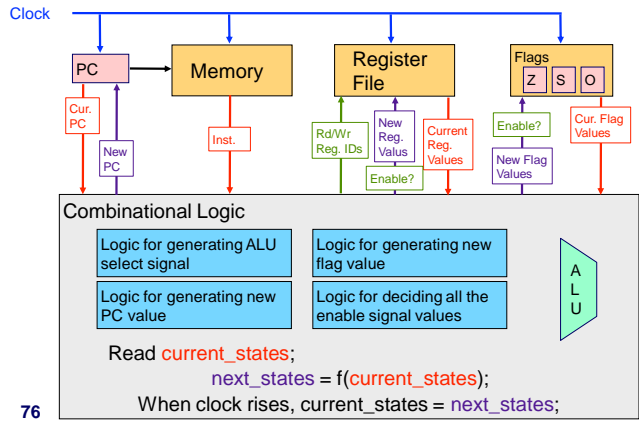 Clock
PC
Memory
Register
File
Flags
Z S O
Cur.
PC
New
PC
Inst.
Rd/Wr
Reg. IDs
New
Reg.
Valus
Enable?
Current
Reg.
Values
Enable?
New Flag
Values
Cur. Flag
Values
Combinational Logic
Logic for generating ALU
select signal
Logic for generating new
flag value
Logic for generating new
PC value
Logic for deciding all the
enable signal values
A
L
U
Read current_states;
next_states = f(current_states);
When clock rises, current_states = next_states;
76